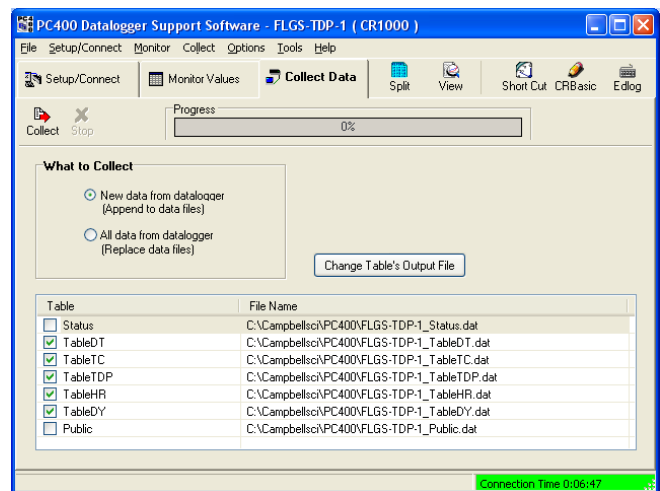 PC400 Datalogger Support Software - FLGS-TDP-1 ( CR1000 )
File Setup/Connect Monitor Collect Options Tools Help
Setup/Connect Monitor Values Collect Data Split View Short Cut CRBasic Edlog
Collect Stop
Progress
0%
What to Collect
New data from datalogger
(Append to data files)
All data from datalogger
(Replace data files)
Change Table's Output File
Table File Name
Status C:\Campbellsci\PC400\FLGS-TDP-1_Status.dat
TableDT C:\Campbellsci\PC400\FLGS-TDP-1_TableDT.dat
TableTC C:\Campbellsci\PC400\FLGS-TDP-1_TableTC.dat
TableTDP C:\Campbellsci\PC400\FLGS-TDP-1_TableTDP.dat
TableHR C:\Campbellsci\PC400\FLGS-TDP-1_TableHR.dat
TableDY C:\Campbellsci\PC400\FLGS-TDP-1_TableDY.dat
Public C:\Campbellsci\PC400\FLGS-TDP-1_Public.dat
Connection Time 0:06:47